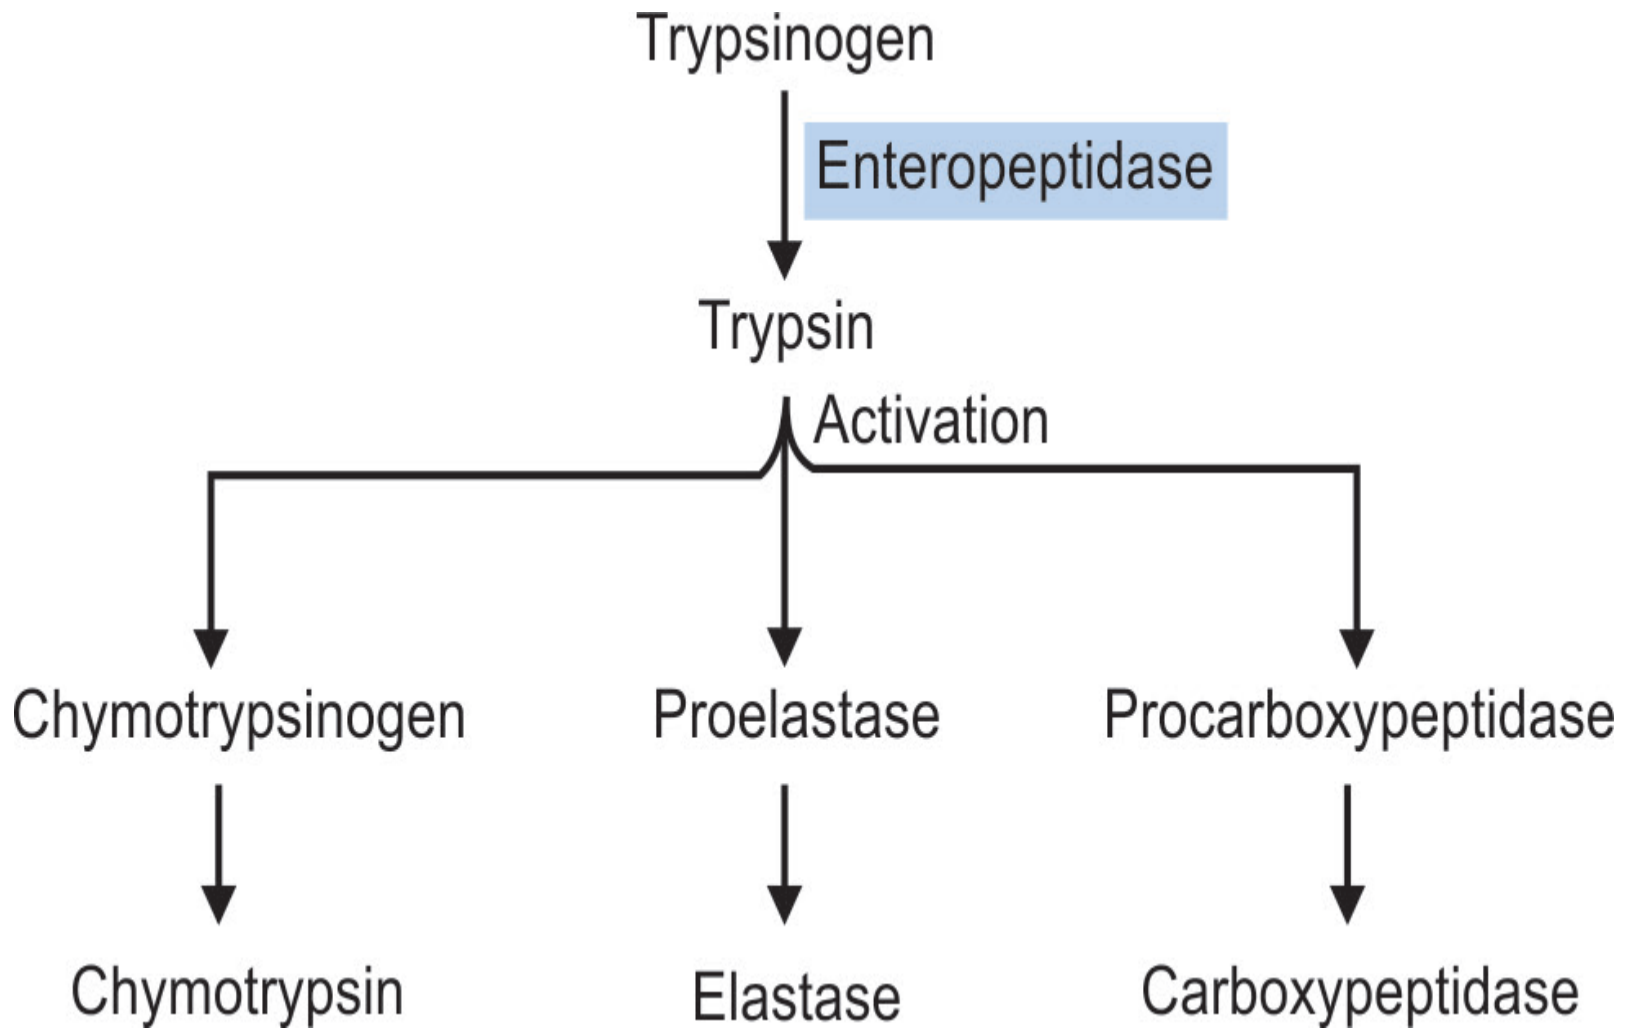 Trypsinogen
Enteropeptidase
Trypsin
Activation
Chymotrypsinogen
Proelastase
Procarboxypeptidase
Chymotrypsin
Elastase
Carboxypeptidase